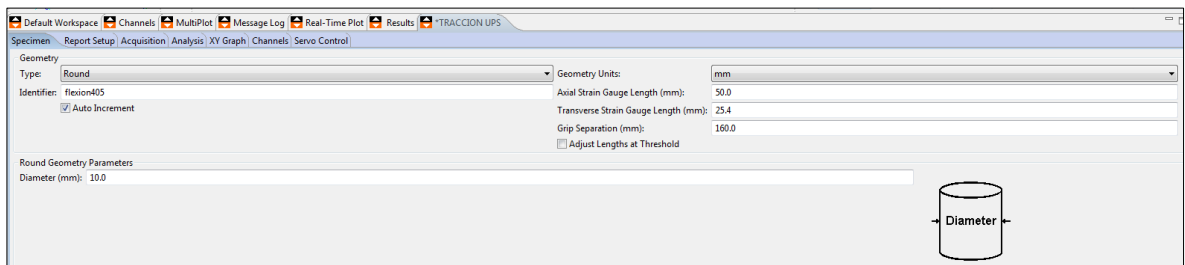 Default Workspace Channels MultiPlot Message Log Real-Time Plot Results *TRACCION UPS
Specimen Report Setup Acquisition Analysis XY Graph Channels Servo Control
Geometry
Type: Round Geometry Units: mm
Identifier: flexion405 Axial Strain Gauge Length (mm): 50.0
Auto Increment Transverse Strain Gauge Length (mm): 25.4
Grip Separation (mm): 160.0
Adjust Lengths at Threshold
Round Geometry Parameters
Diameter (mm): 10.0
Diameter